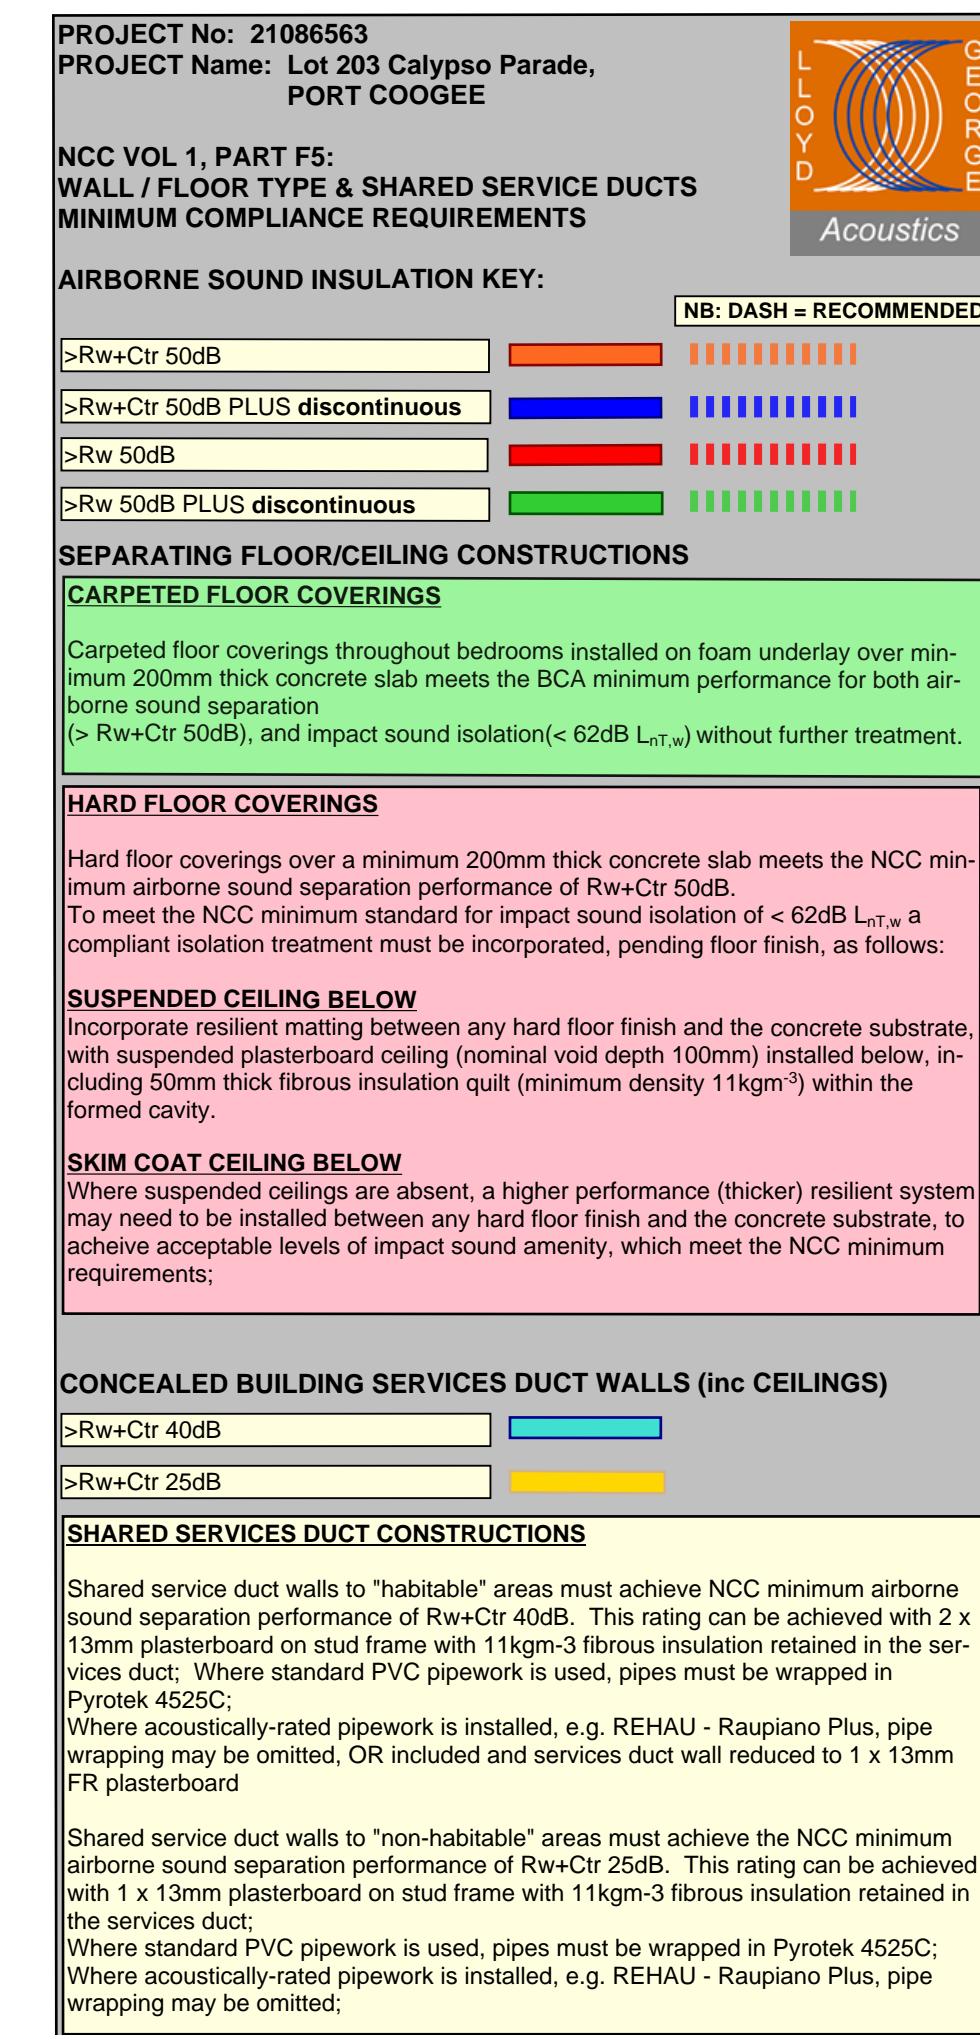 PROJECT No: 21086563
PROJECT Name: Lot 203 Calypso Parade,
PORT COOGEE
LLOYD
GEORGE
Acoustics
NCC VOL 1, PART F5:
WALL / FLOOR TYPE & SHARED SERVICE DUCTS
MINIMUM COMPLIANCE REQUIREMENTS
AIRBORNE SOUND INSULATION KEY:
NB: DASH = RECOMMENDED
>Rw+Ctr 50dB
>Rw+Ctr 50dB PLUS discontinuous
>Rw 50dB
>Rw 50dB PLUS discontinuous
SEPARATING FLOOR/CEILING CONSTRUCTIONS
CARPETED FLOOR COVERINGS
Carpeted floor coverings throughout bedrooms installed on foam underlay over min-
imum 200mm thick concrete slab meets the BCA minimum performance for both air-
borne sound separation
(> Rw+Ctr 50dB), and impact sound isolation(< 62dB LnT,w) without further treatment.
HARD FLOOR COVERINGS
Hard floor coverings over a minimum 200mm thick concrete slab meets the NCC min-
imum airborne sound separation performance of Rw+Ctr 50dB.
To meet the NCC minimum standard for impact sound isolation of < 62dB LnT,w a
compliant isolation treatment must be incorporated, pending floor finish, as follows:
SUSPENDED CEILING BELOW
Incorporate resilient matting between any hard floor finish and the concrete substrate,
with suspended plasterboard ceiling (nominal void depth 100mm) installed below, in-
cluding 50mm thick fibrous insulation quilt (minimum density 11kgm-3) within the
formed cavity.
SKIM COAT CEILING BELOW
Where suspended ceilings are absent, a higher performance (thicker) resilient system
may need to be installed between any hard floor finish and the concrete substrate, to
acheive acceptable levels of impact sound amenity, which meet the NCC minimum
requirements;
CONCEALED BUILDING SERVICES DUCT WALLS (inc CEILINGS)
>Rw+Ctr 40dB
>Rw+Ctr 25dB
SHARED SERVICES DUCT CONSTRUCTIONS
Shared service duct walls to "habitable" areas must achieve NCC minimum airborne
sound separation performance of Rw+Ctr 40dB. This rating can be achieved with 2 x
13mm plasterboard on stud frame with 11kgm-3 fibrous insulation retained in the ser-
vices duct; Where standard PVC pipework is used, pipes must be wrapped in
Pyrotek 4525C;
Where acoustically-rated pipework is installed, e.g. REHAU - Raupiano Plus, pipe
wrapping may be omitted, OR included and services duct wall reduced to 1 x 13mm
FR plasterboard
Shared service duct walls to "non-habitable" areas must achieve the NCC minimum
airborne sound separation performance of Rw+Ctr 25dB. This rating can be achieved
with 1 x 13mm plasterboard on stud frame with 11kgm-3 fibrous insulation retained in
the services duct;
Where standard PVC pipework is used, pipes must be wrapped in Pyrotek 4525C;
Where acoustically-rated pipework is installed, e.g. REHAU - Raupiano Plus, pipe
wrapping may be omitted;